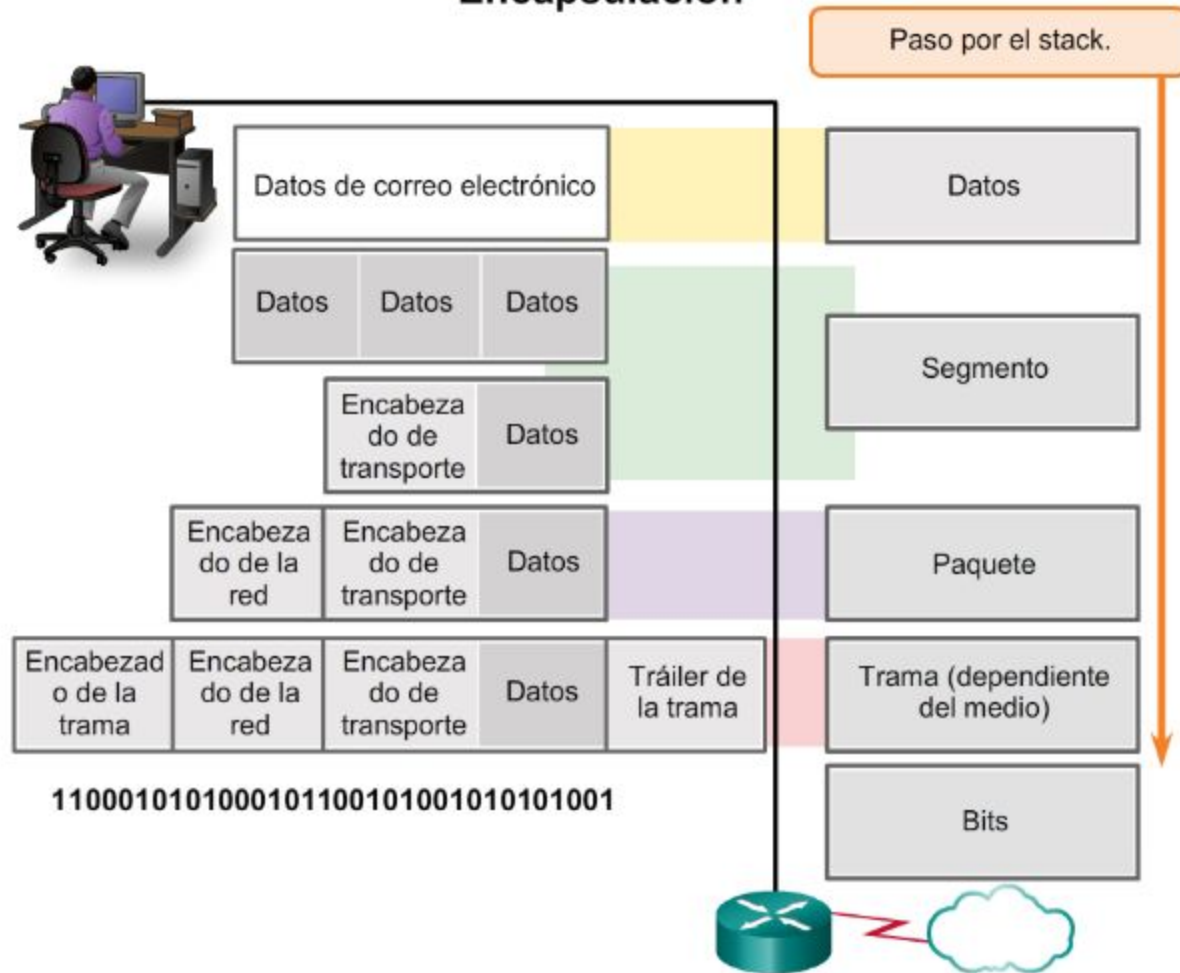 Encapsulación
Paso por el stack.
Datos de correo electrónico
Datos
Datos
Datos
Datos
Segmento
Encabeza
do de
transporte
Datos
Encabeza
do de la
red
Encabeza
do de
transporte
Datos
Paquete
Encabezad
o de la
trama
Encabeza
do de la
red
Encabeza
do de
transporte
Datos
Tráiler de
la trama
Trama (dependiente
del medio)
1100010101000101100101001010101001
Bits